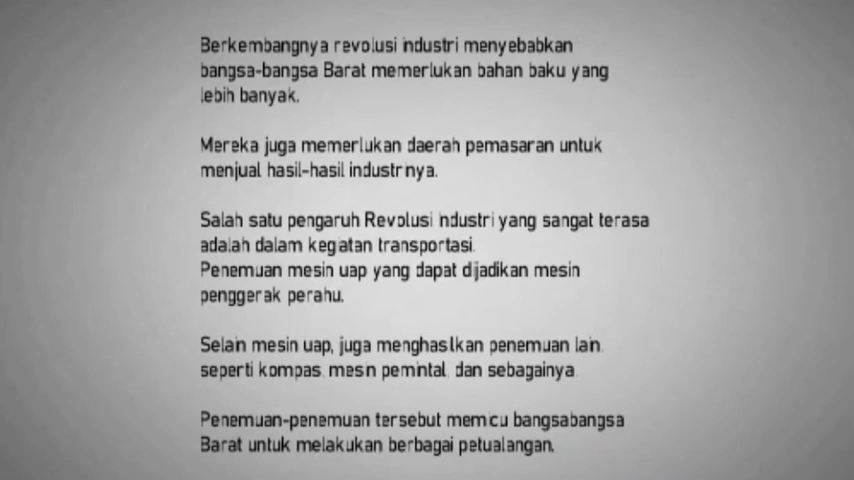 Berkembangnya revolusi industri menyebabkan
bangsa-bangsa Barat memerlukan bahan baku yang
lebih banyak.
Mereka juga memerlukan daerah pemasaran untuk
menjual hasil-hasil industrinya.
Salah satu pengaruh Revolusi Industri yang sangat terasa
adalah dalam kegiatan transportasi.
Penemuan mesin uap yang dapat dijadikan mesin
penggerak perahu.
Selain mesin uap, juga menghasilkan penemuan lain,
seperti kompas, mesin pemintal, dan sebagainya.
Penemuan-penemuan tersebut memicu bangsabangsa
Barat untuk melakukan berbagai petualangan.